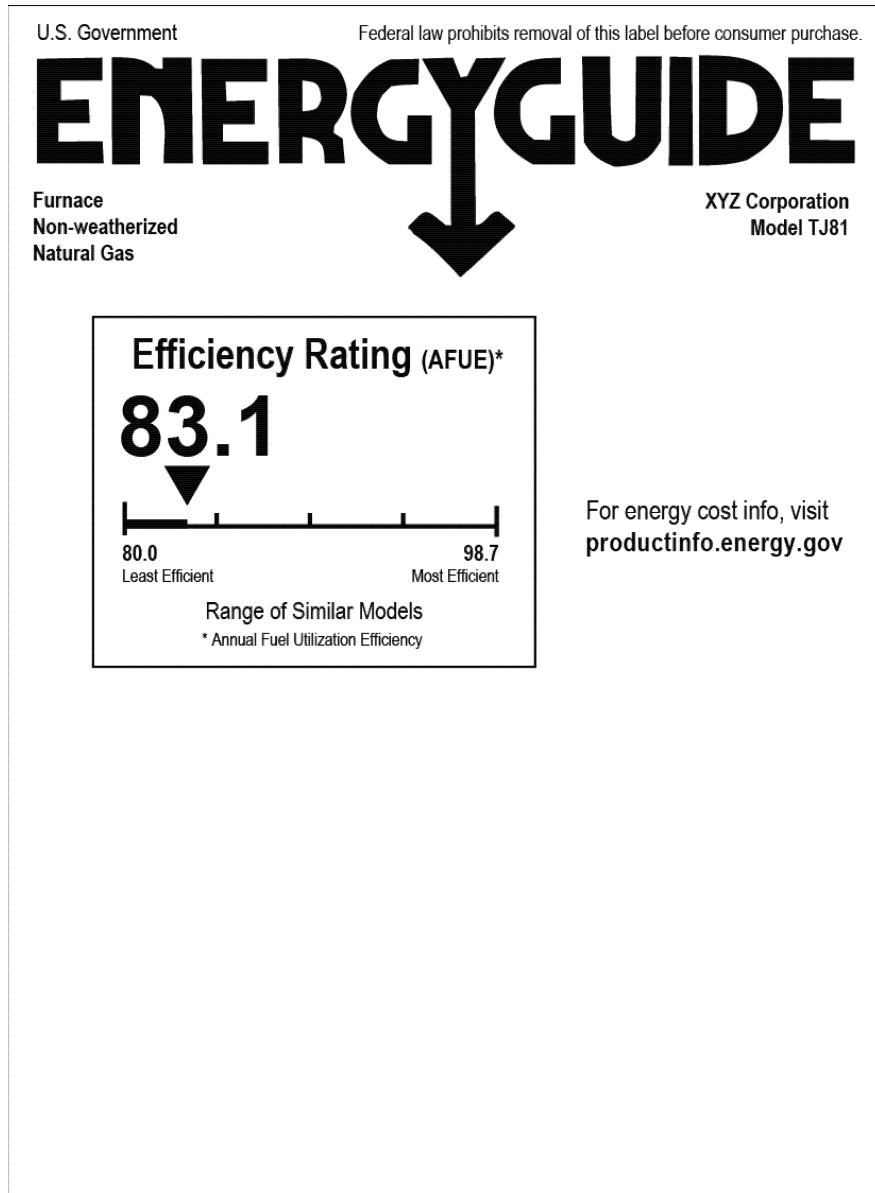 U.S. Government
Federal law prohibits removal of this label before consumer purchase.
ENERGYGUIDE
Furnace
Non-weatherized
Natural Gas
XYZ Corporation
Model TJ81
Efficiency Rating (AFUE)*
83.1
80.0
98.7
Least Efficient
Most Efficient
Range of Similar Models
* Annual Fuel Utilization Efficiency
For energy cost info, visit
productinfo.energy.gov